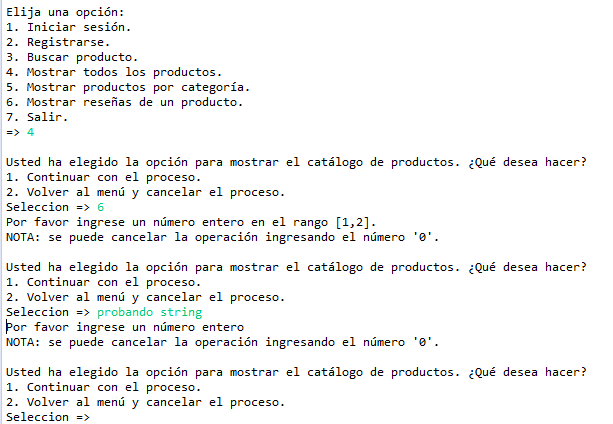 Elija una opción:
1. Iniciar sesión.
2. Registrarse.
3. Buscar producto.
4. Mostrar todos los productos.
5. Mostrar productos por categoría.
6. Mostrar reseñas de un producto.
7. Salir.
=> 4
Usted ha elegido la opción para mostrar el catálogo de productos. ¿Qué desea hacer?
1. Continuar con el proceso.
2. Volver al menú y cancelar el proceso.
Seleccion => 6
Por favor ingrese un número entero en el rango [1,2].
NOTA: se puede cancelar la operación ingresando el número '0'.
Usted ha elegido la opción para mostrar el catálogo de productos. ¿Qué desea hacer?
1. Continuar con el proceso.
2. Volver al menú y cancelar el proceso.
Seleccion => probando string
Por favor ingrese un número entero
NOTA: se puede cancelar la operación ingresando el número '0'.
Usted ha elegido la opción para mostrar el catálogo de productos. ¿Qué desea hacer?
1. Continuar con el proceso.
2. Volver al menú y cancelar el proceso.
Seleccion =>